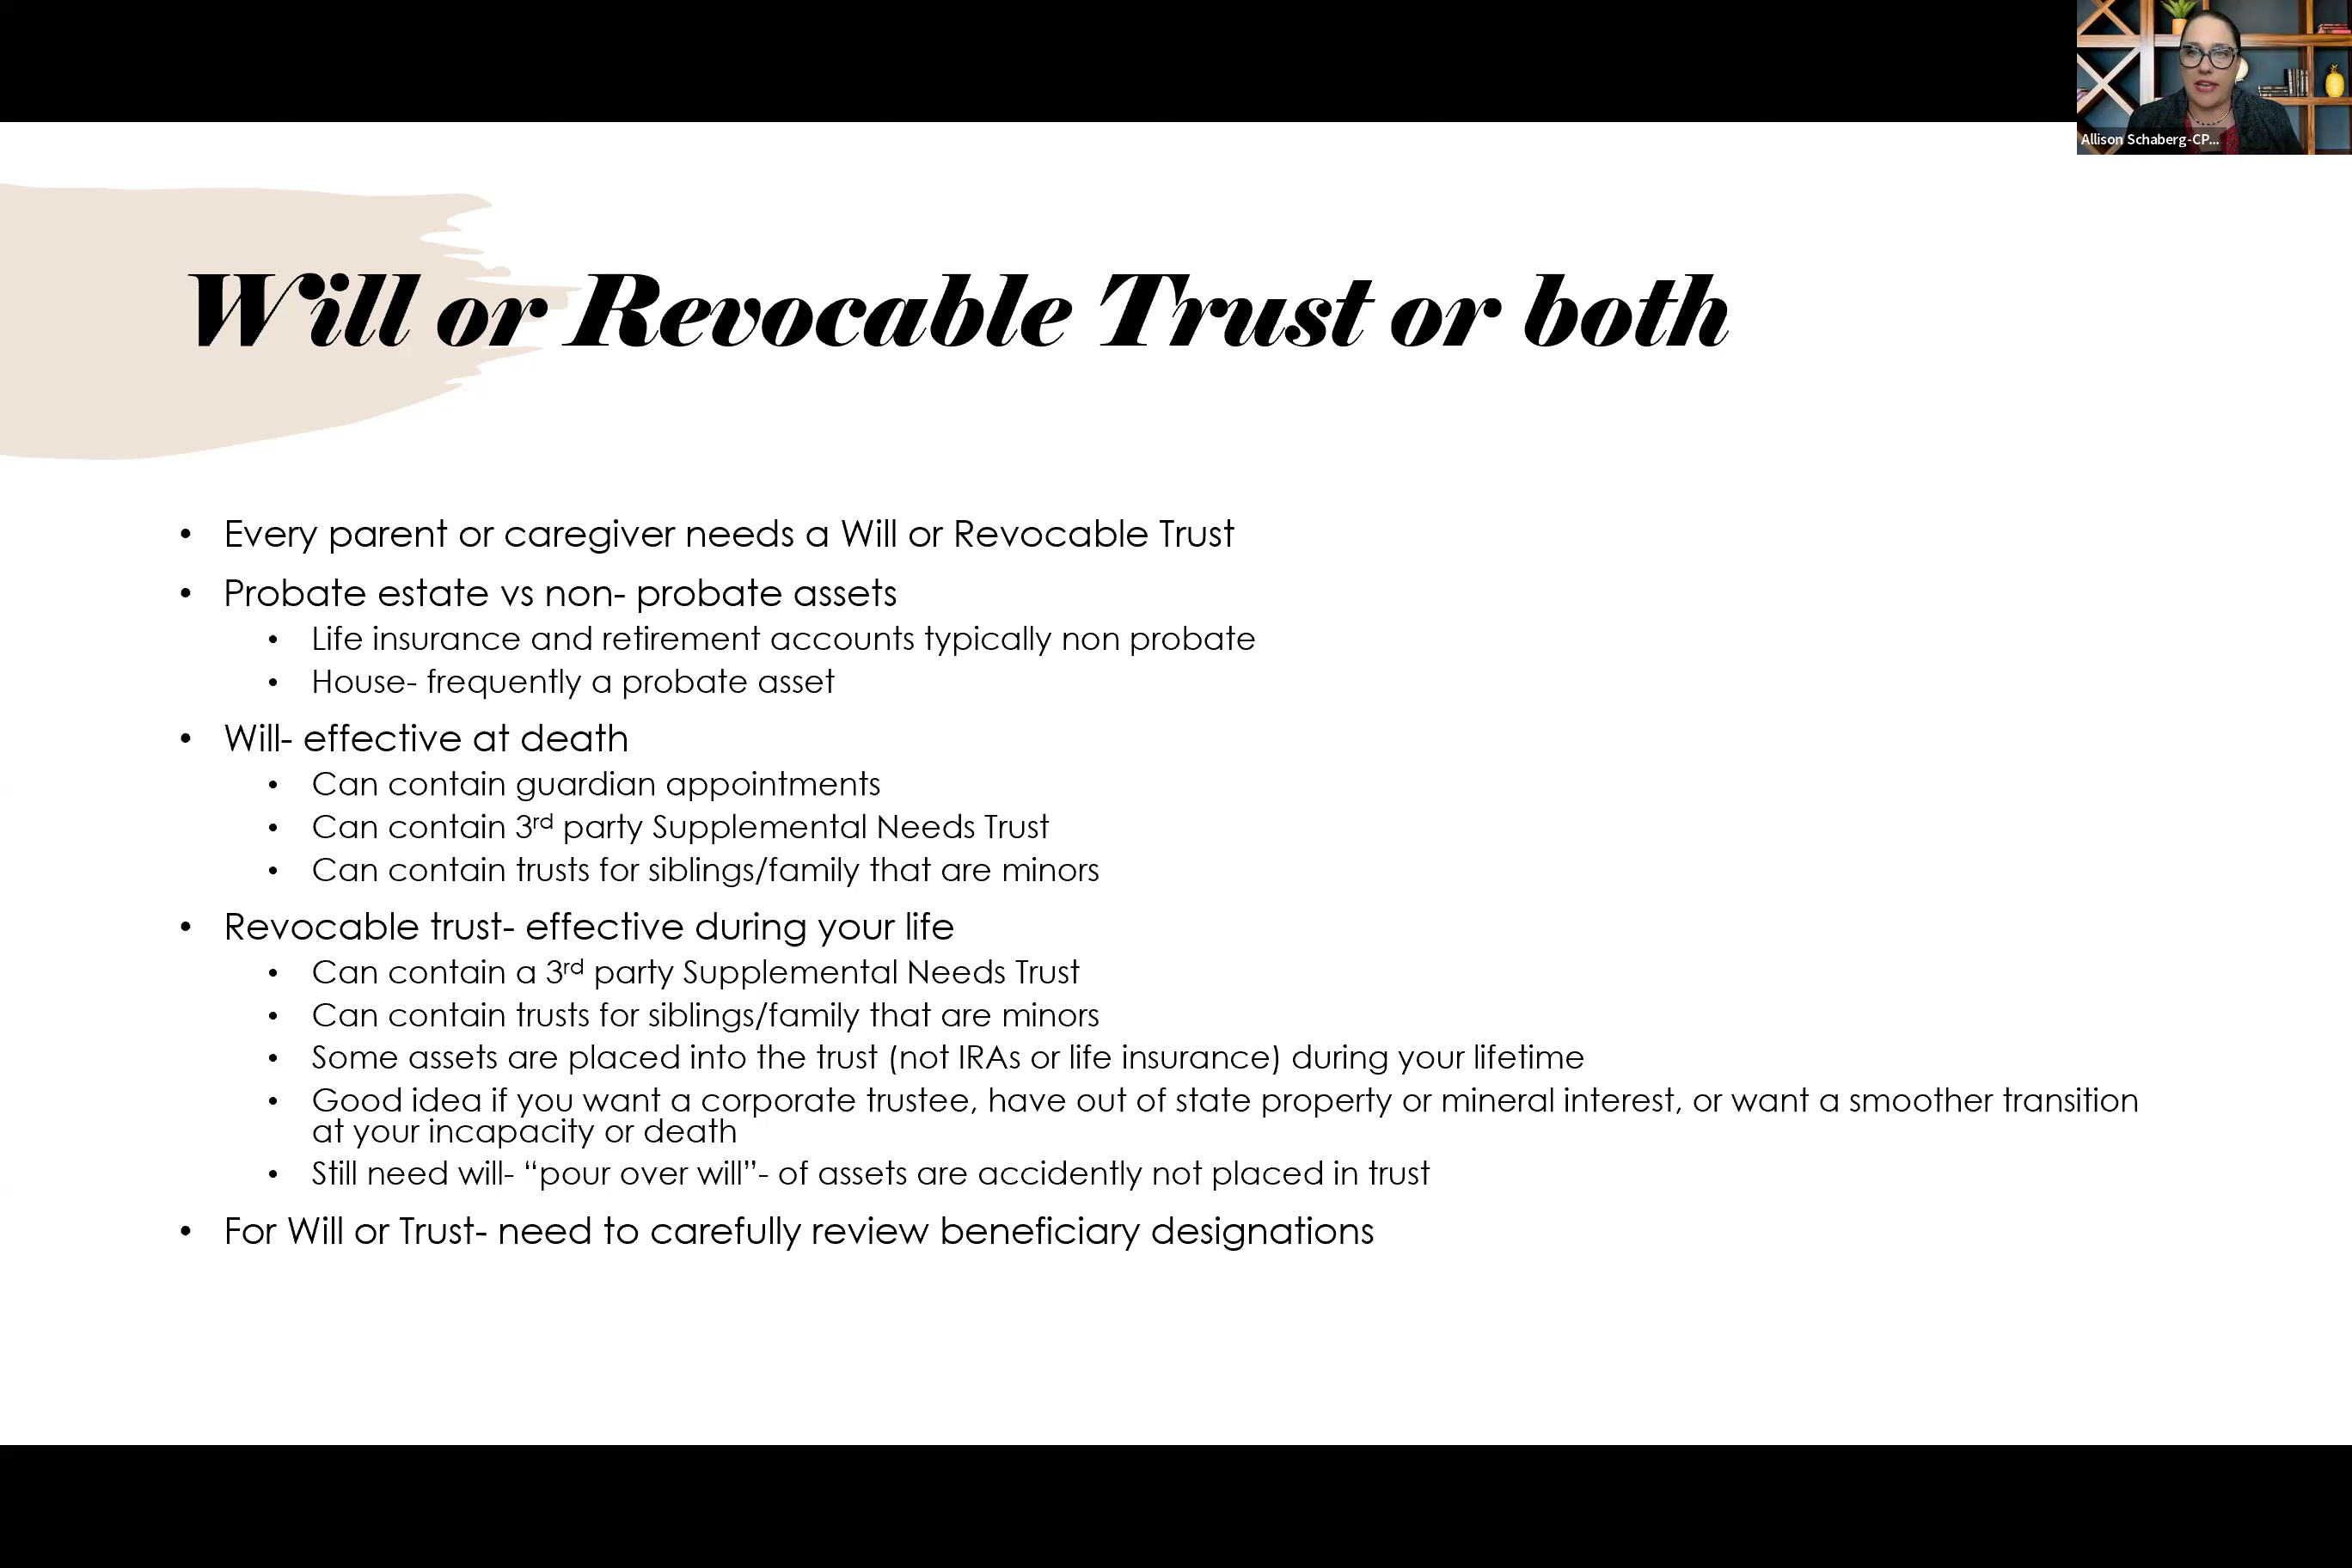 Allison Schaberg-CP...
Will or Revocable Trust or both
• Every parent or caregiver needs a Will or Revocable Trust
• Probate estate vs non- probate assets
• Life insurance and retirement accounts typically non probate
• House- frequently a probate asset
• Will- effective at death
• Can contain guardian appointments
• Can contain 3rd party Supplemental Needs Trust
• Can contain trusts for siblings/family that are minors
• Revocable trust- effective during your life
• Can contain a 3rd party Supplemental Needs Trust
• Can contain trusts for siblings/family that are minors
• Some assets are placed into the trust (not IRAs or life insurance) during your lifetime
• Good idea if you want a corporate trustee, have out of state property or mineral interest, or want a smoother transition
at your incapacity or death
• Still need will- “pour over will”- of assets are accidently not placed in trust
• For Will or Trust- need to carefully review beneficiary designations